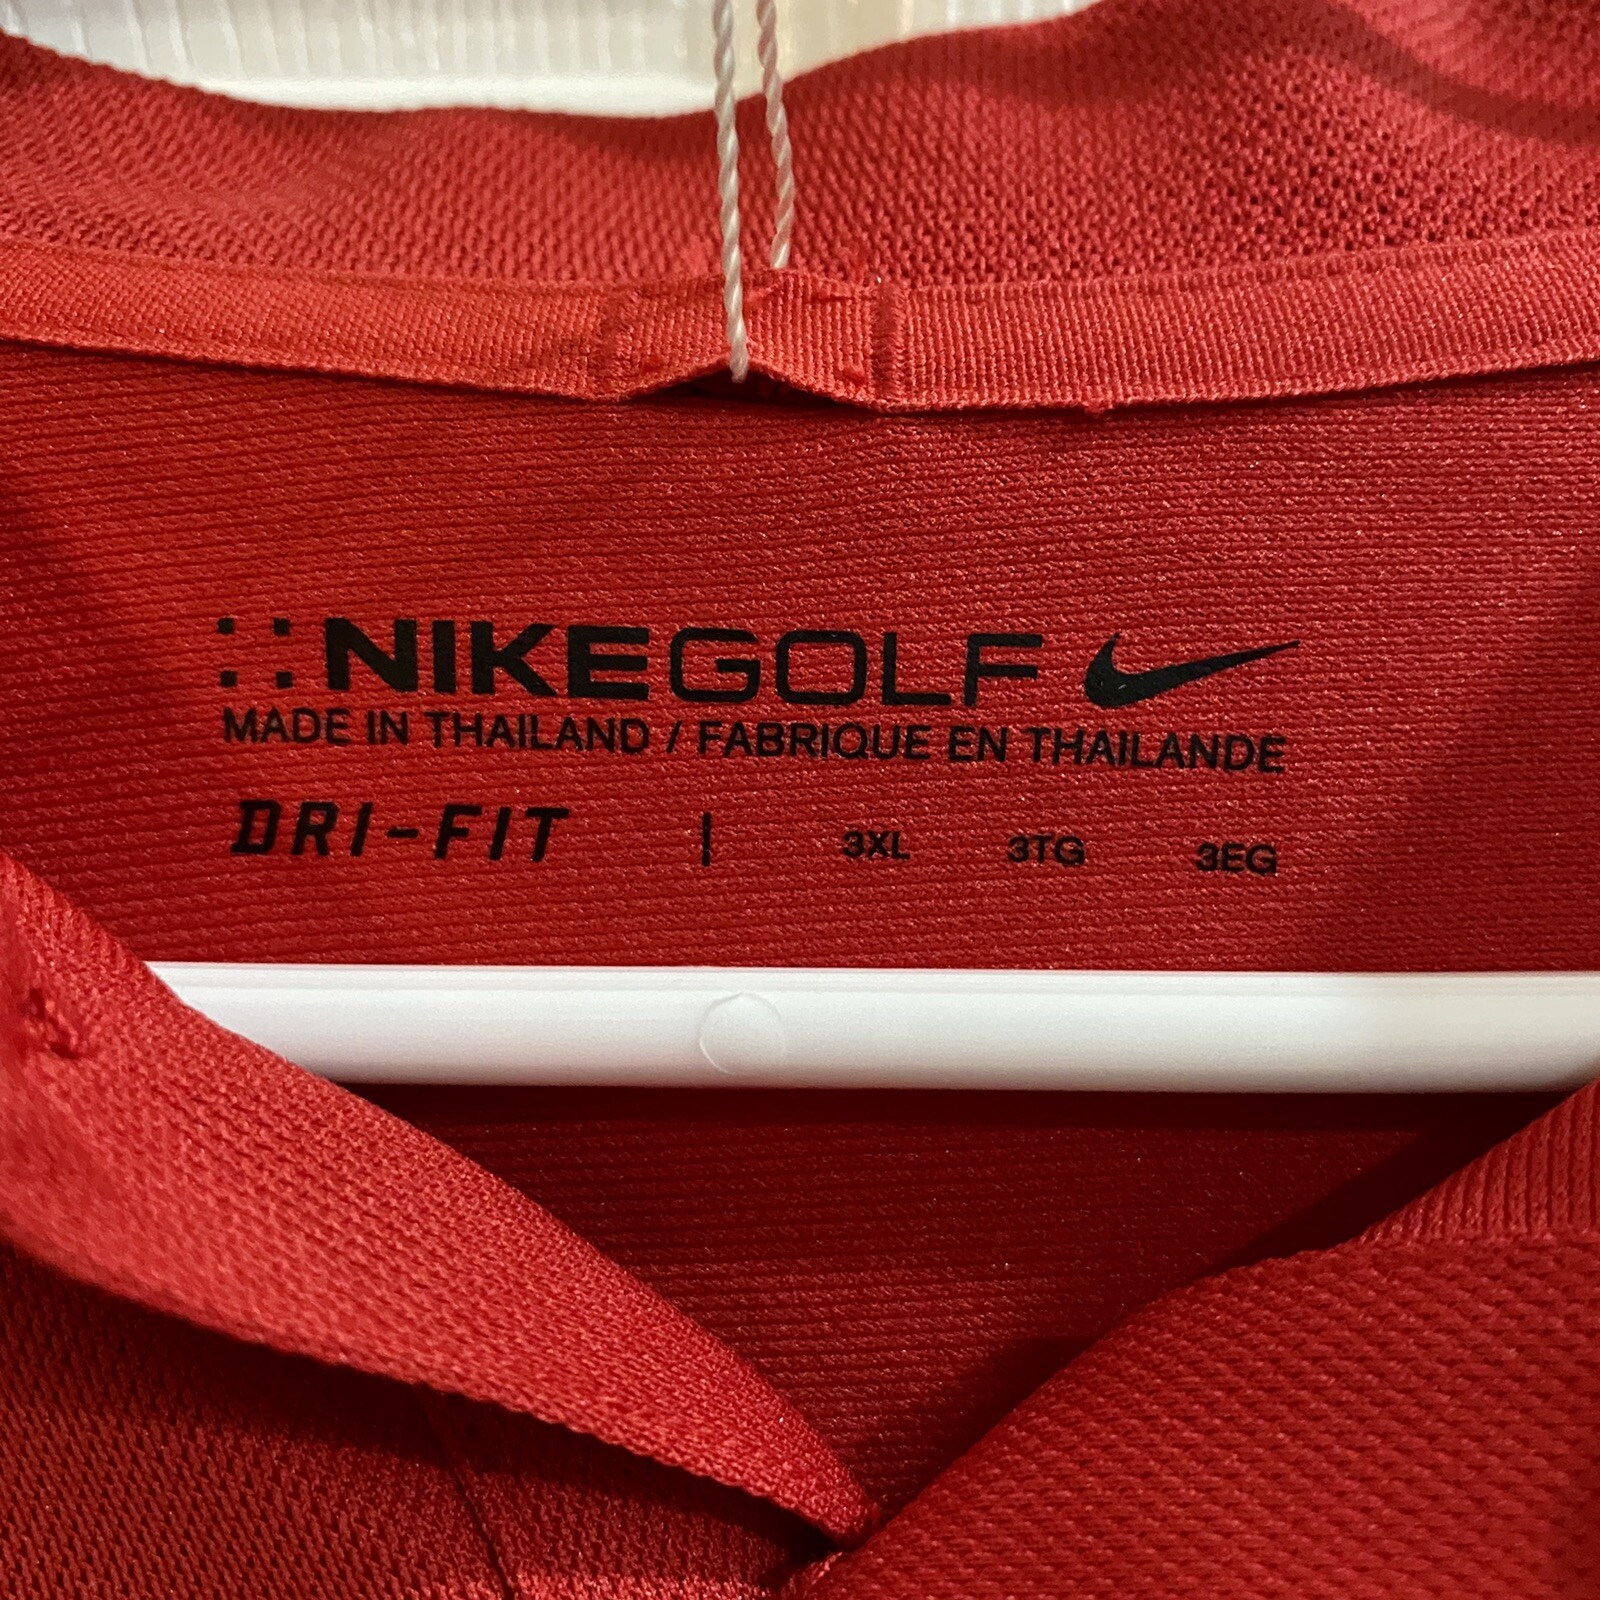 NIKEGOLF
MADE IN THAILAND / FABRIQUE EN THAILANDE
DRI-FIT | 3XL 3TG 3EG